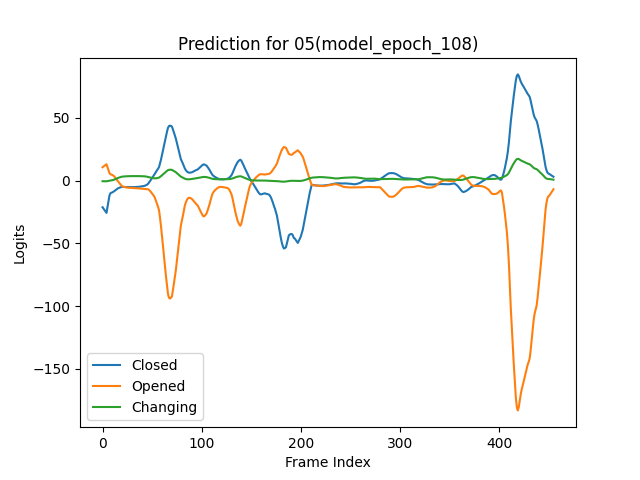 Prediction for 05(model_epoch_108)
Logits
50
0
−50
−100
−150
Closed
Opened
Changing
0
100
200
300
400
Frame Index